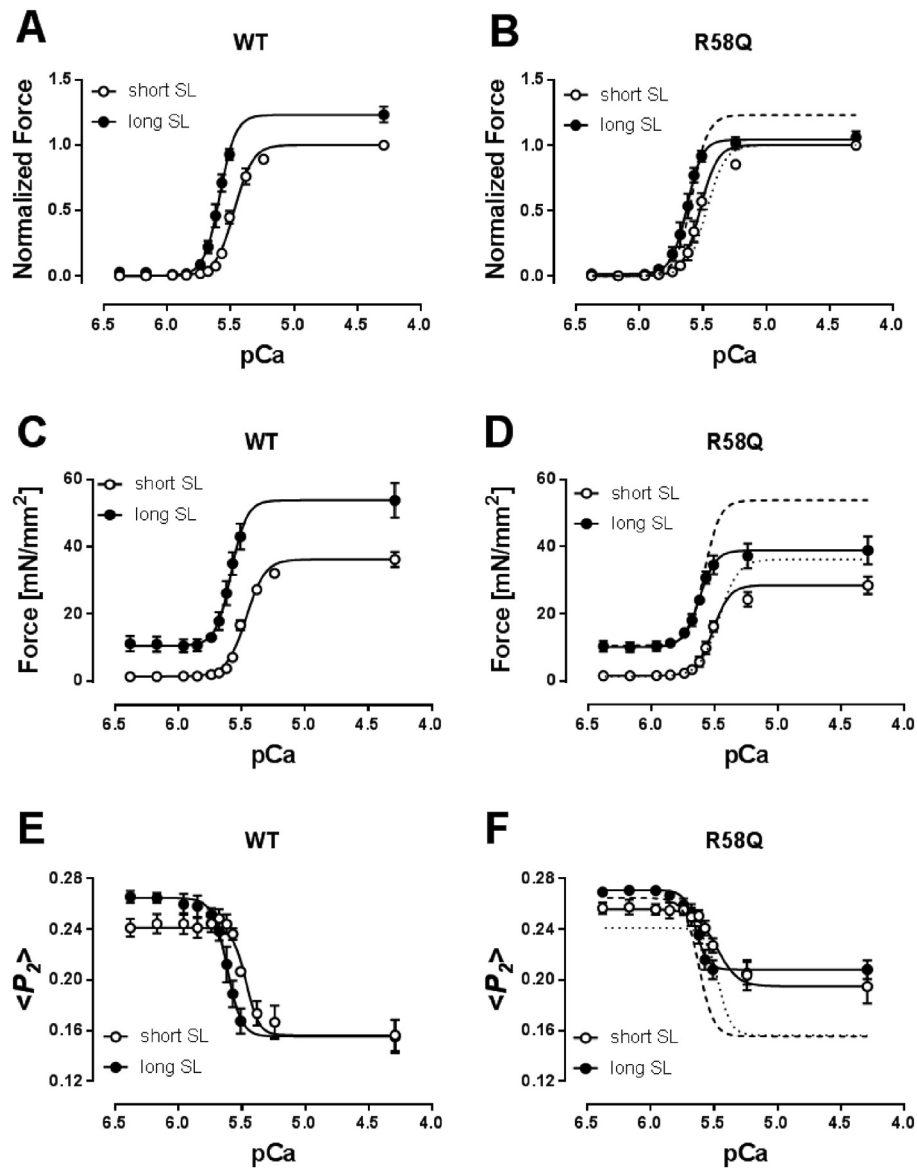 A
WT
Normalized Force
1.5
1.0
0.5
0.0
short SL
long SL
6.5 6.0 5.5 5.0 4.5 4.0
pCa
B
R58Q
Normalized Force
1.5
1.0
0.5
0.0
short SL
long SL
6.5 6.0 5.5 5.0 4.5 4.0
pCa
C
WT
Force [mN/mm²]
60
40
20
0
short SL
long SL
6.5 6.0 5.5 5.0 4.5 4.0
pCa
D
R58Q
Force [mN/mm²]
60
40
20
0
short SL
long SL
6.5 6.0 5.5 5.0 4.5 4.0
pCa
E
WT
<P₂>
0.28
0.24
0.20
0.16
0.12
short SL
long SL
6.5 6.0 5.5 5.0 4.5 4.0
pCa
F
R58Q
<P₂>
0.28
0.24
0.20
0.16
0.12
short SL
long SL
6.5 6.0 5.5 5.0 4.5 4.0
pCa